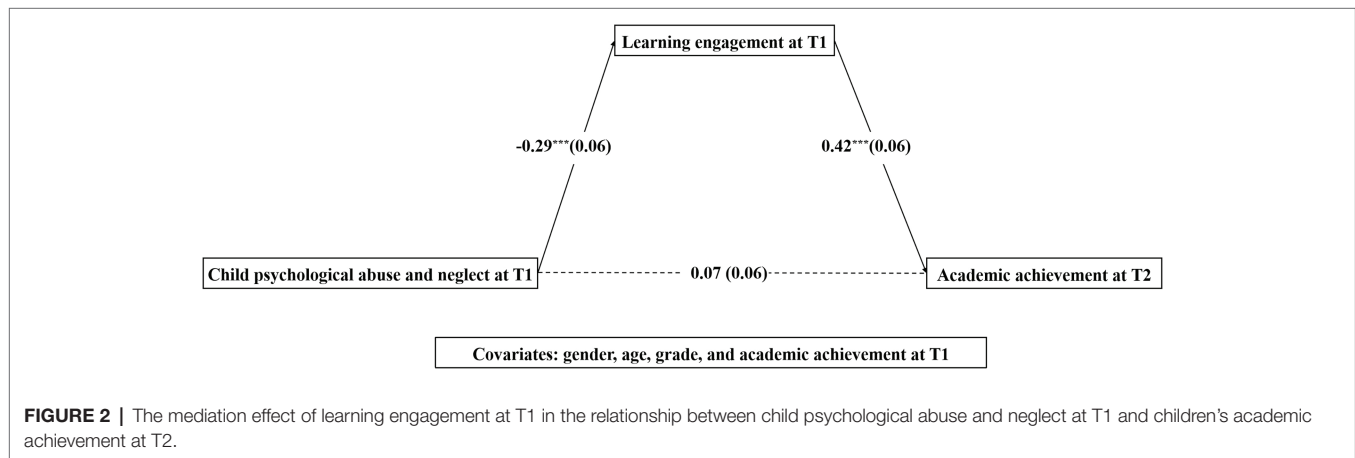 Learning engagement at T1
-0.29***(0.06)
0.42***(0.06)
Child psychological abuse and neglect at T1
0.07 (0.06)
Academic achievement at T2
Covariates: gender, age, grade, and academic achievement at T1
FIGURE 2 | The mediation effect of learning engagement at T1 in the relationship between child psychological abuse and neglect at T1 and children’s academic
achievement at T2.